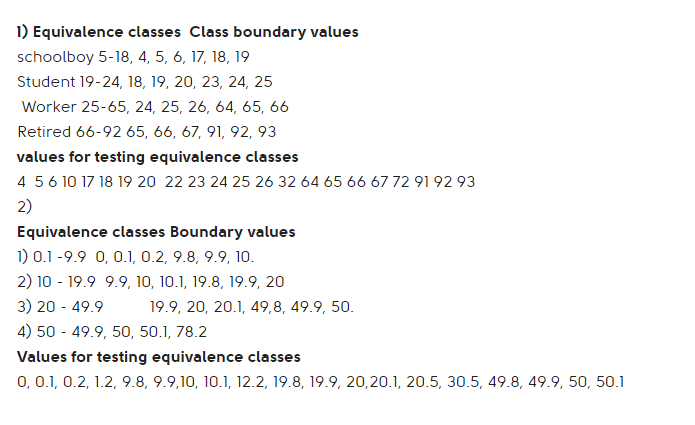 1) Equivalence classes Class boundary values
schoolboy 5-18, 4, 5, 6, 17, 18, 19
Student 19-24, 18, 19, 20, 23, 24, 25
Worker 25-65, 24, 25, 26, 64, 65, 66
Retired 66-92 65, 66, 67, 91, 92, 93
values for testing equivalence classes
4 5 6 10 17 18 19 20 22 23 24 25 26 32 64 65 66 67 72 91 92 93
2)
Equivalence classes Boundary values
1) 0.1 -9.9 0, 0.1, 0.2, 9.8, 9.9, 10.
2) 10 - 19.9 9.9, 10, 10.1, 19.8, 19.9, 20
3) 20 - 49.9 19.9, 20, 20.1, 49,8, 49.9, 50.
4) 50 - 49.9, 50, 50.1, 78.2
Values for testing equivalence classes
0, 0.1, 0.2, 1.2, 9.8, 9.9,10, 10.1, 12.2, 19.8, 19.9, 20,20.1, 20.5, 30.5, 49.8, 49.9, 50, 50.1